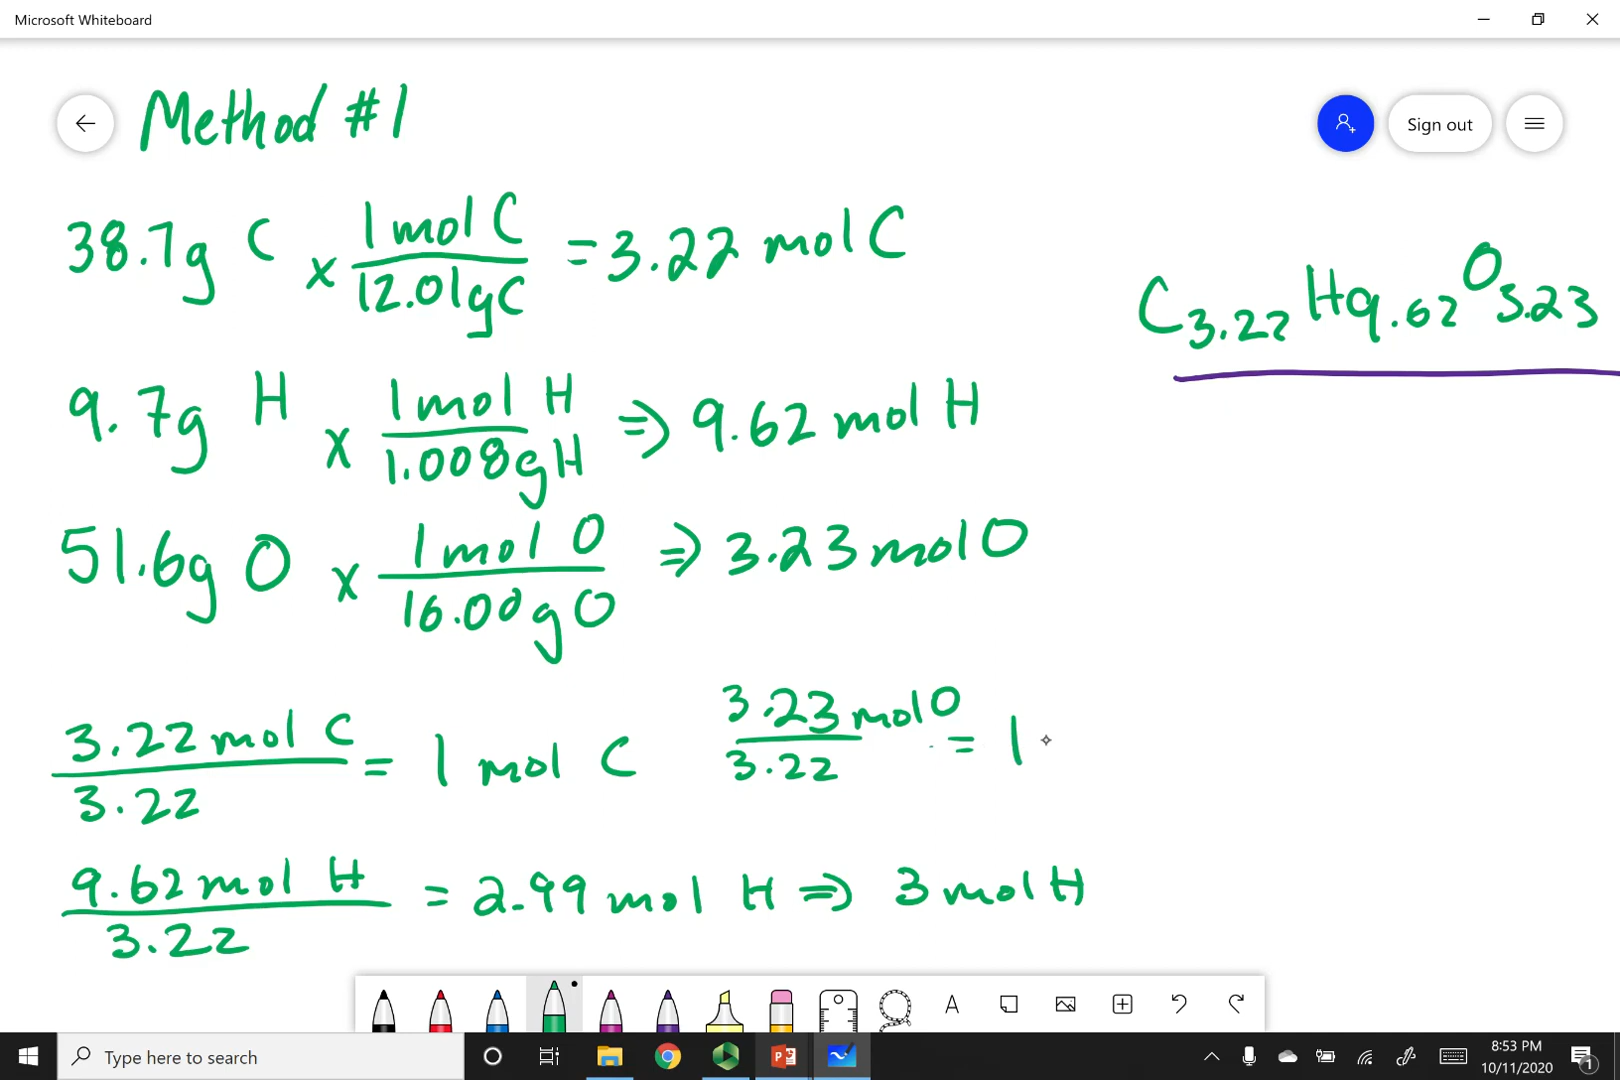 Microsoft Whiteboard
Method #1
Sign out
38.7g C x 1 mol C / 12.01g C = 3.22 mol C
C3.22 H9.62 O3.23
9.7g H x 1 mol H / 1.008g H => 9.62 mol H
51.6g O x 1 mol O / 16.00g O => 3.23 mol O
3.22 mol C / 3.22 = 1 mol C
3.23 mol O / 3.22 = 1
9.62 mol H / 3.22 = 2.99 mol H => 3 mol H
A
Type here to search
8:53 PM
10/11/2020
1